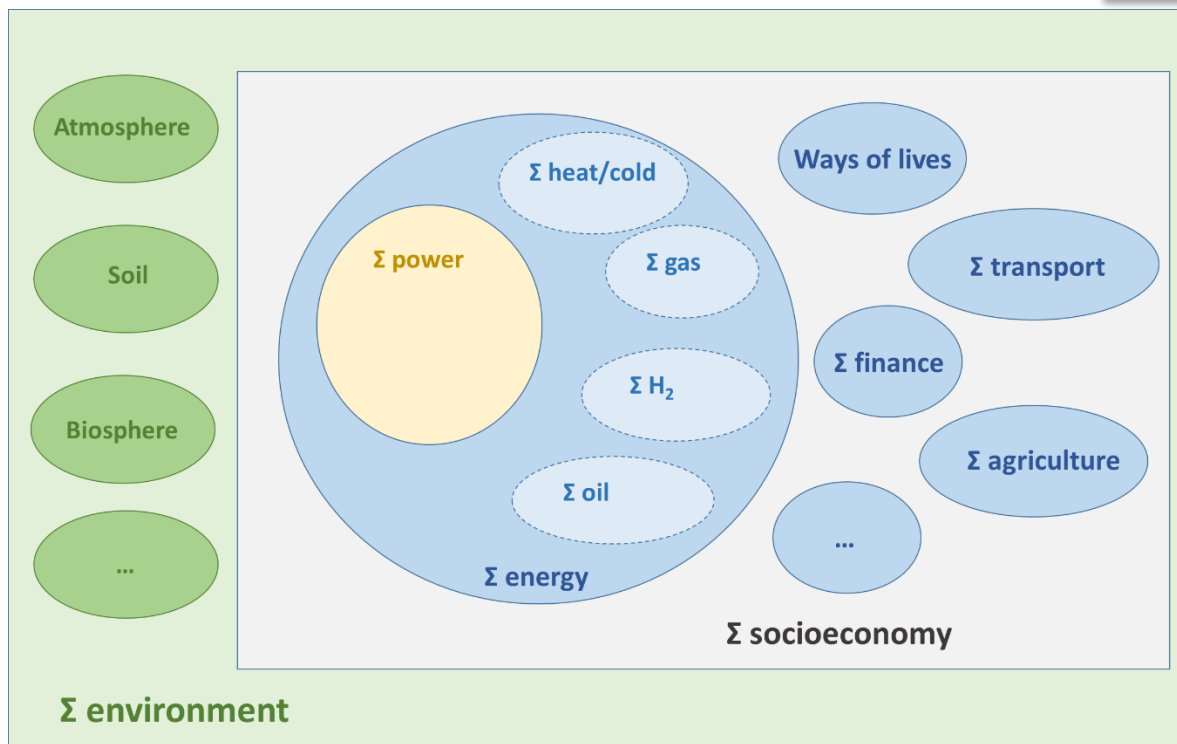 Atmosphere
Soil
Biosphere
...
Σ heat/cold
Σ power
Σ gas
Σ H₂
Σ oil
Σ energy
Ways of lives
Σ transport
Σ finance
Σ agriculture
...
Σ socioeconomy
Σ environment